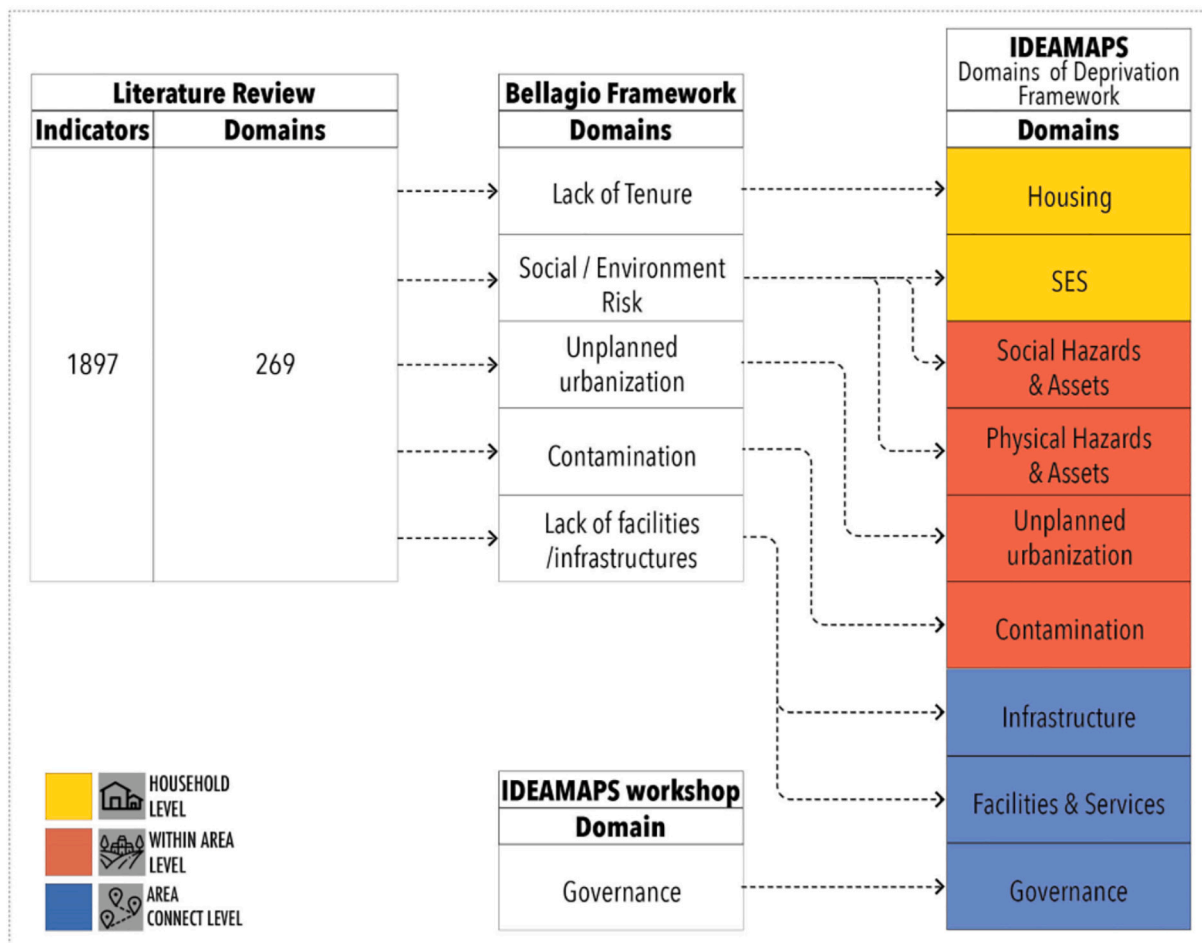 Literature Review
Indicators
Domains
1897
269
Bellagio Framework
Domains
Lack of Tenure
Social / Environment
Risk
Unplanned
urbanization
Contamination
Lack of facilities
/infrastructures
IDEAMAPS workshop
Domain
Governance
IDEAMAPS
Domains of Deprivation
Framework
Domains
Housing
SES
Social Hazards
& Assets
Physical Hazards
& Assets
Unplanned
urbanization
Contamination
Infrastructure
Facilities & Services
Governance
HOUSEHOLD
LEVEL
WITHIN AREA
LEVEL
AREA
CONNECT LEVEL